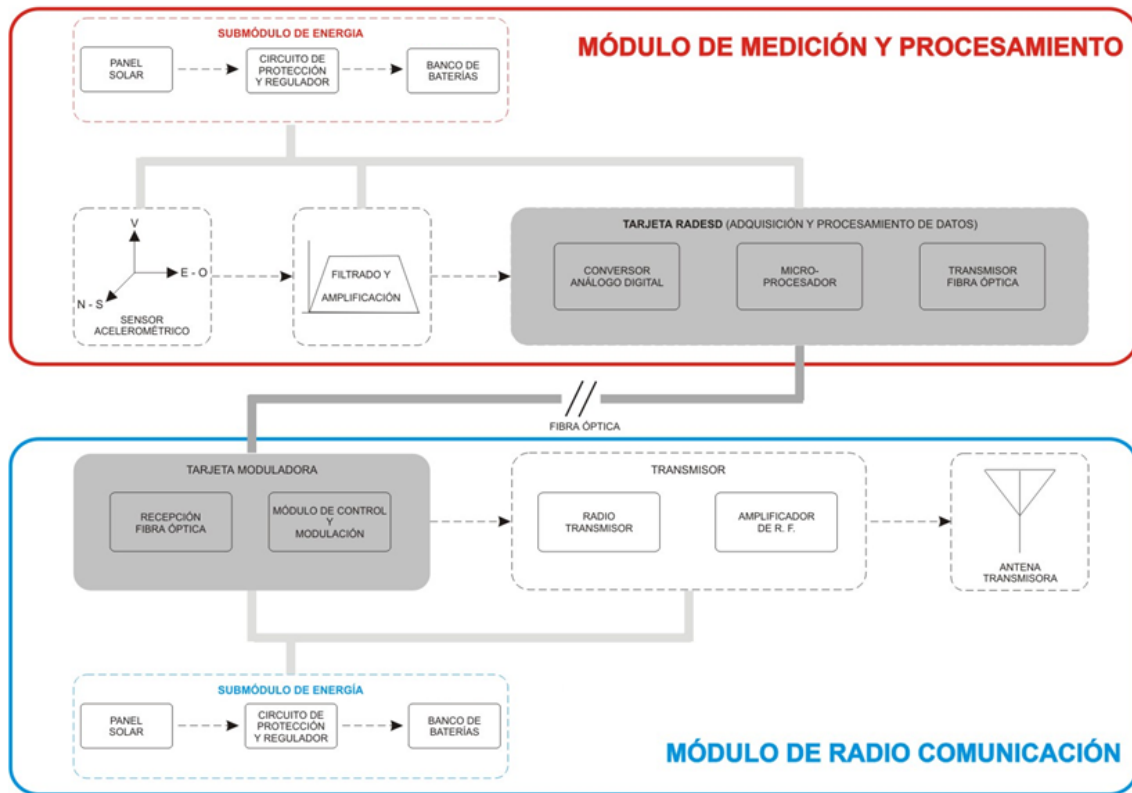 SUBMÓDULO DE ENERGIA
MÓDULO DE MEDICIÓN Y PROCESAMIENTO
PANEL
SOLAR
CIRCUITO DE
PROTECCIÓN
Y REGULADOR
BANCO DE
BATERÍAS
V
E - O
N - S
SENSOR
ACELEROMÉTRICO
FILTRADO Y
AMPLIFICACIÓN
TARJETA RADESD (ADQUISICIÓN Y PROCESAMIENTO DE DATOS)
CONVERSOR
ANÁLOGO DIGITAL
MICRO-
PROCESADOR
TRANSMISOR
FIBRA ÓPTICA
FIBRA ÓPTICA
TARJETA MODULADORA
RECEPCIÓN
FIBRA ÓPTICA
MÓDULO DE CONTROL
Y
MODULACIÓN
TRANSMISOR
RADIO
TRANSMISOR
AMPLIFICADOR
DE R. F.
ANTENA
TRANSMISORA
SUBMÓDULO DE ENERGÍA
PANEL
SOLAR
CIRCUITO DE
PROTECCIÓN
Y REGULADOR
BANCO DE
BATERÍAS
MÓDULO DE RADIO COMUNICACIÓN